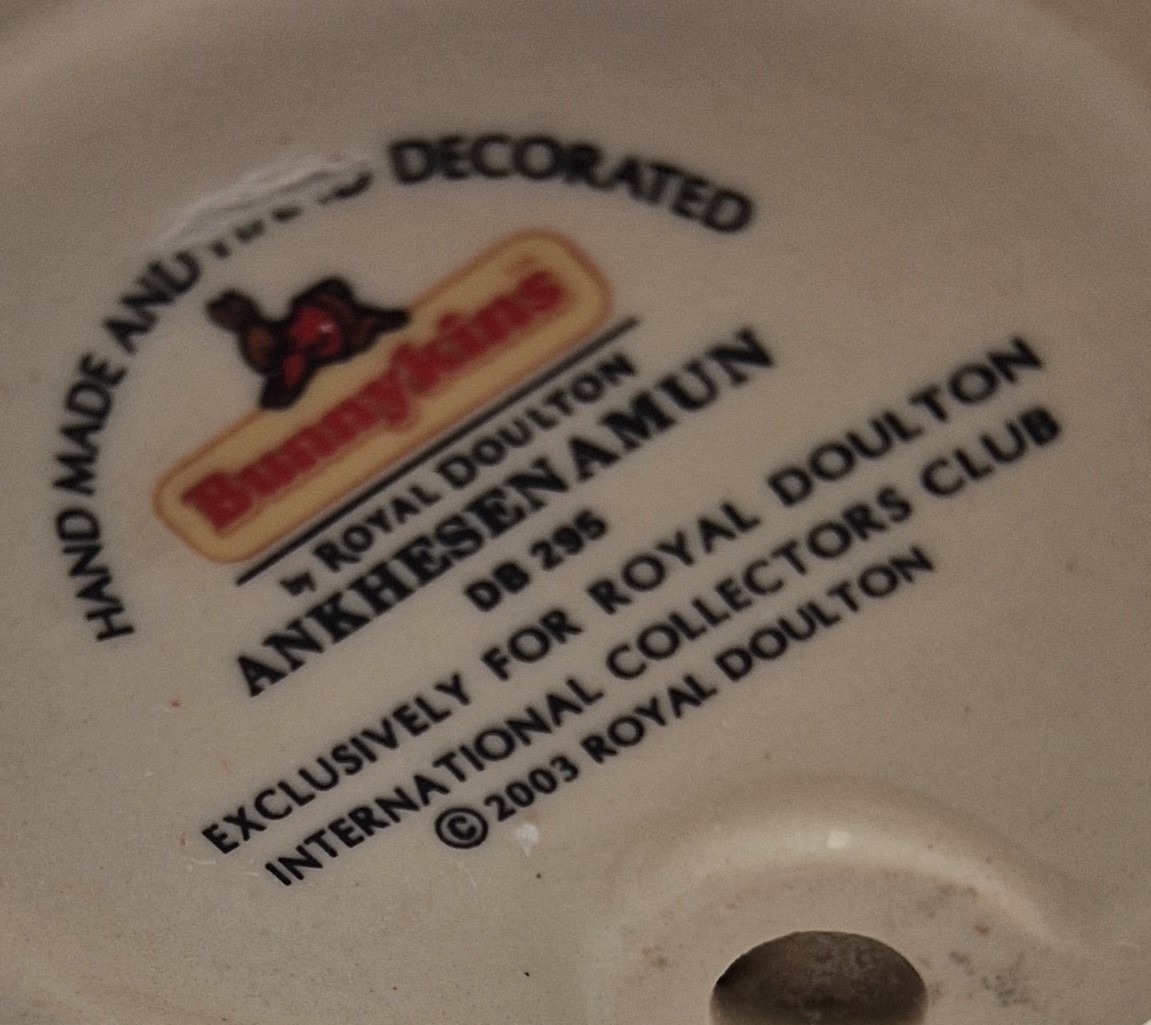 HAND MADE AND DECORATED
Bunnykins™
by ROYAL DOULTON
ANKHESENAMUN
DB 295
EXCLUSIVELY FOR ROYAL DOULTON
INTERNATIONAL COLLECTORS CLUB
©2003 ROYAL DOULTON